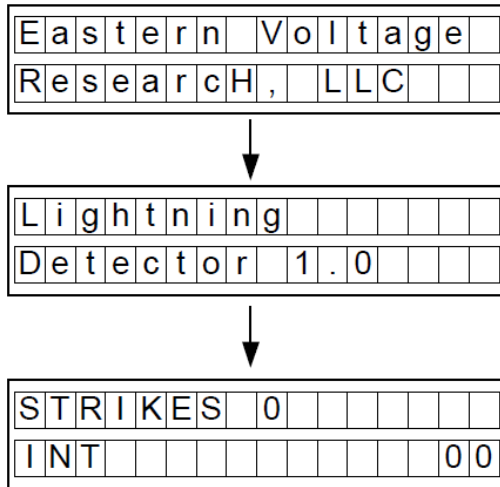 Eastern Voltage
ResearcH, LLC
Lightning
Detector 1.0
STRIKES 0
INT 00